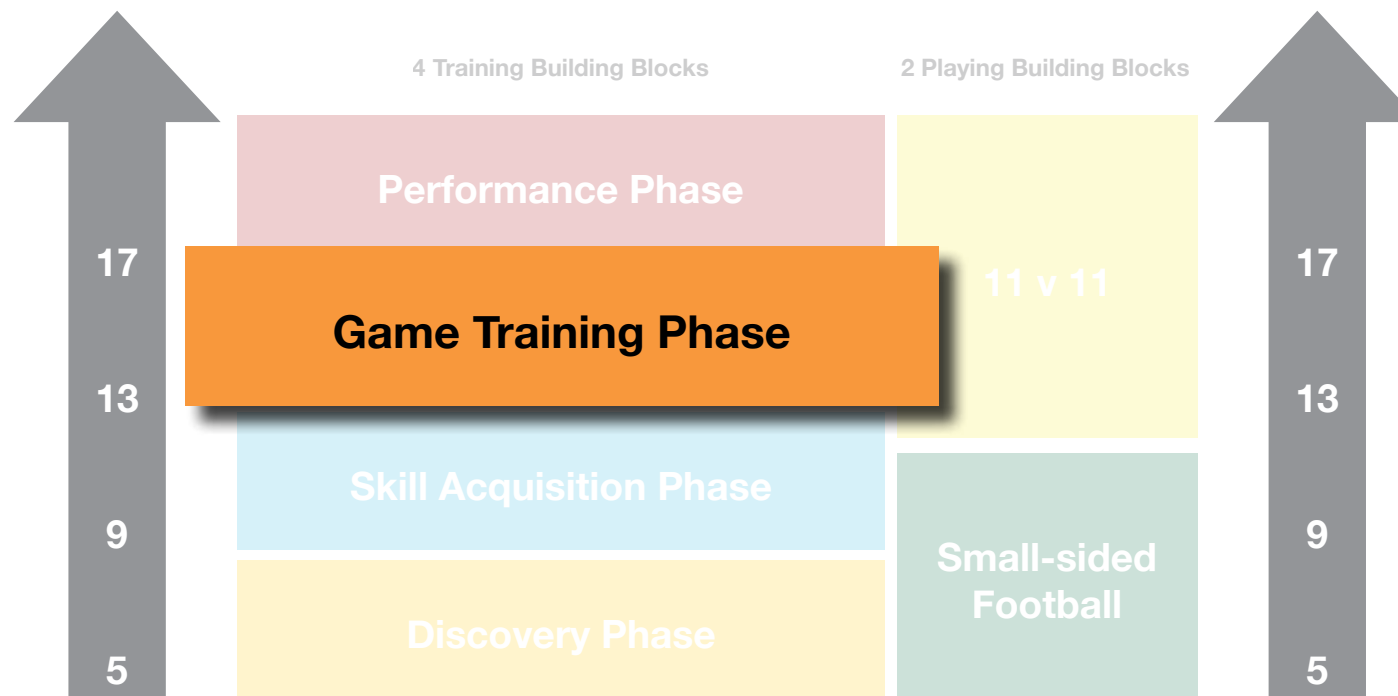 4 Training Building Blocks
2 Playing Building Blocks
Performance Phase
17
11 v 11
17
Game Training Phase
13
13
Skill Acquisition Phase
9
Small-sided
Football
9
Discovery Phase
5
5